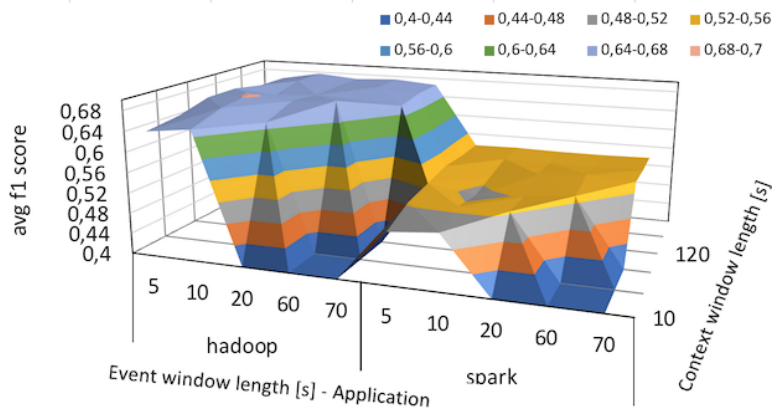 0,4-0,44 0,44-0,48 0,48-0,52 0,52-0,56
0,56-0,6 0,6-0,64 0,64-0,68 0,68-0,7
avg f1 score
0,68
0,64
0,6
0,56
0,52
0,48
0,44
0,4
5 10 20 60 70 5 10 20 60 70
hadoop spark
Event window length [s] - Application
120
10
Context window length [s]